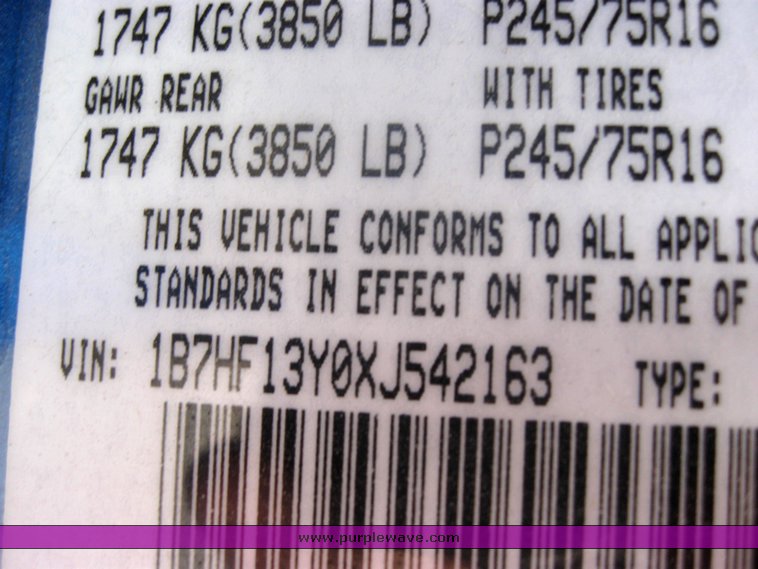 1747 KG(3850 LB) P245/75R16
GAWR REAR WITH TIRES
1747 KG(3850 LB) P245/75R16
THIS VEHICLE CONFORMS TO ALL APPLIC
STANDARDS IN EFFECT ON THE DATE OF
VIN: 1B7HF13Y0XJ542163 TYPE:
www.purplewave.com